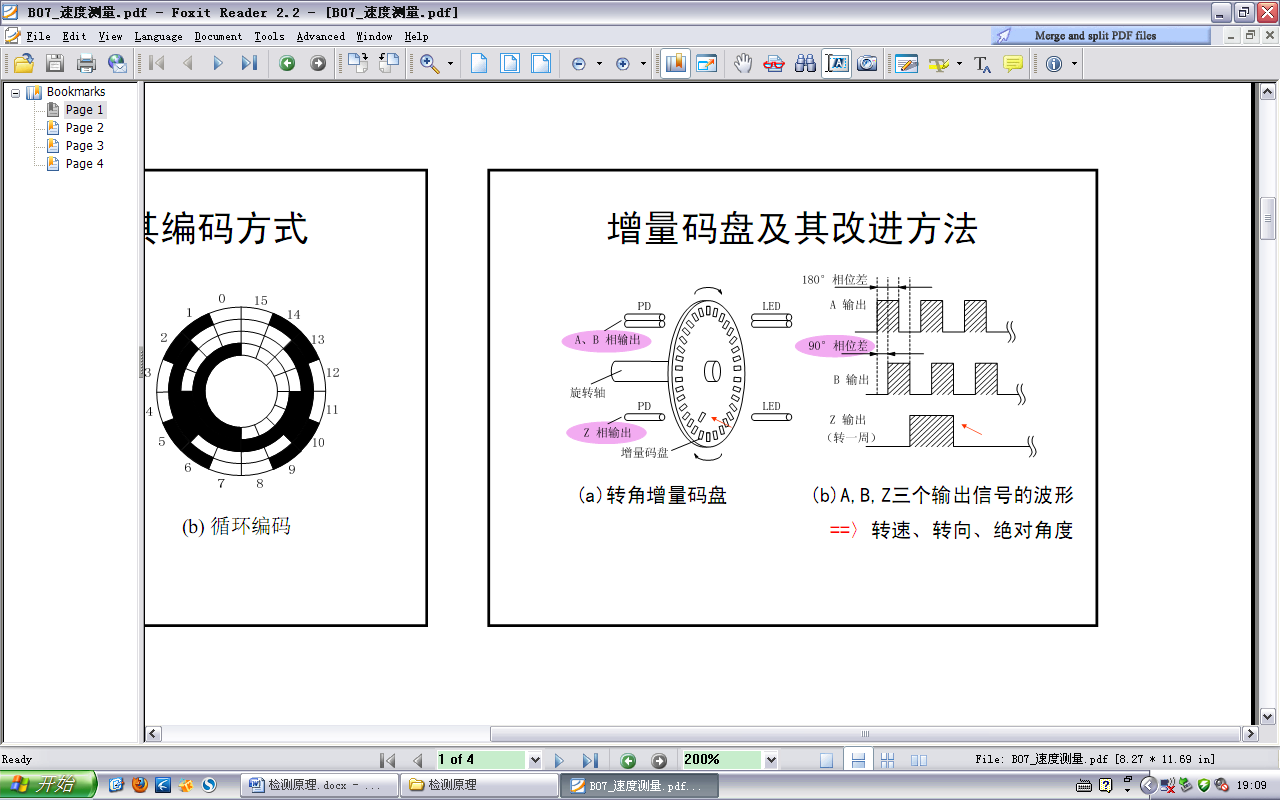 B07_速度测量.pdf - Foxit Reader 2.2 - [B07_速度测量.pdf]
File Edit View Language Document Tools Advanced Window Help
Merge and split PDF files
Bookmarks
Page 1
Page 2
Page 3
Page 4
其编码方式
0
15
1
14
2
13
3
12
4
11
5
10
6
9
7
8
(b) 循环编码
增量码盘及其改进方法
PD
LED
A、B 相输出
旋转轴
PD
LED
Z 相输出
增量码盘
(a)转角增量码盘
180° 相位差
A 输出
90° 相位差
B 输出
Z 输出
(转一周)
(b)A,B,Z三个输出信号的波形
==〉 转速、转向、绝对角度
Ready
1 of 4
200%
File: B07_速度测量.pdf [8.27 * 11.69 in]
开始
检测原理.docx - ...
检测原理
B07_速度测量.pdf...
19:09